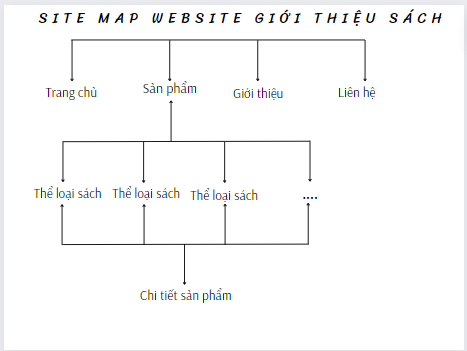 SITE MAP WEBSITE GIỚI THIỆU SÁCH
Trang chủ Sản phẩm Giới thiệu Liên hệ
Thể loại sách Thể loại sách Thể loại sách ....
Chi tiết sản phẩm